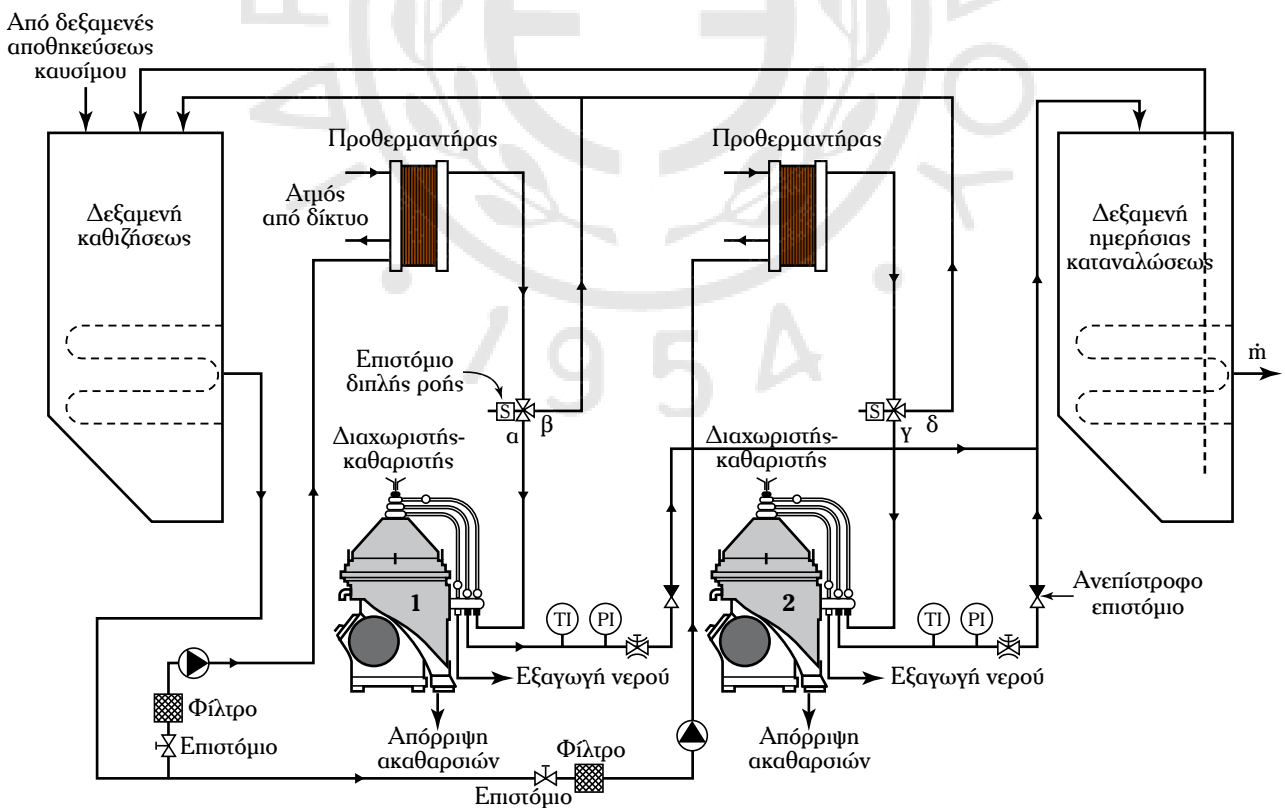 Από δεξαμενές
αποθηκεύσεως
καυσίμου
Προθερμαντήρας
Προθερμαντήρας
Ατμός
από δίκτυο
Δεξαμενή
καθιζήσεως
Δεξαμενή
ημερήσιας
καταναλώσεως
ṁ
Επιστόμιο
διπλής ροής
S
α
β
S
γ
δ
Διαχωριστής-
καθαριστής
Διαχωριστής-
καθαριστής
1
2
TI
PI
TI
PI
Ανεπίστροφο
επιστόμιο
Εξαγωγή νερού
Εξαγωγή νερού
Φίλτρο
Επιστόμιο
Απόρριψη
ακαθαρσιών
Φίλτρο
Επιστόμιο
Απόρριψη
ακαθαρσιών
1954